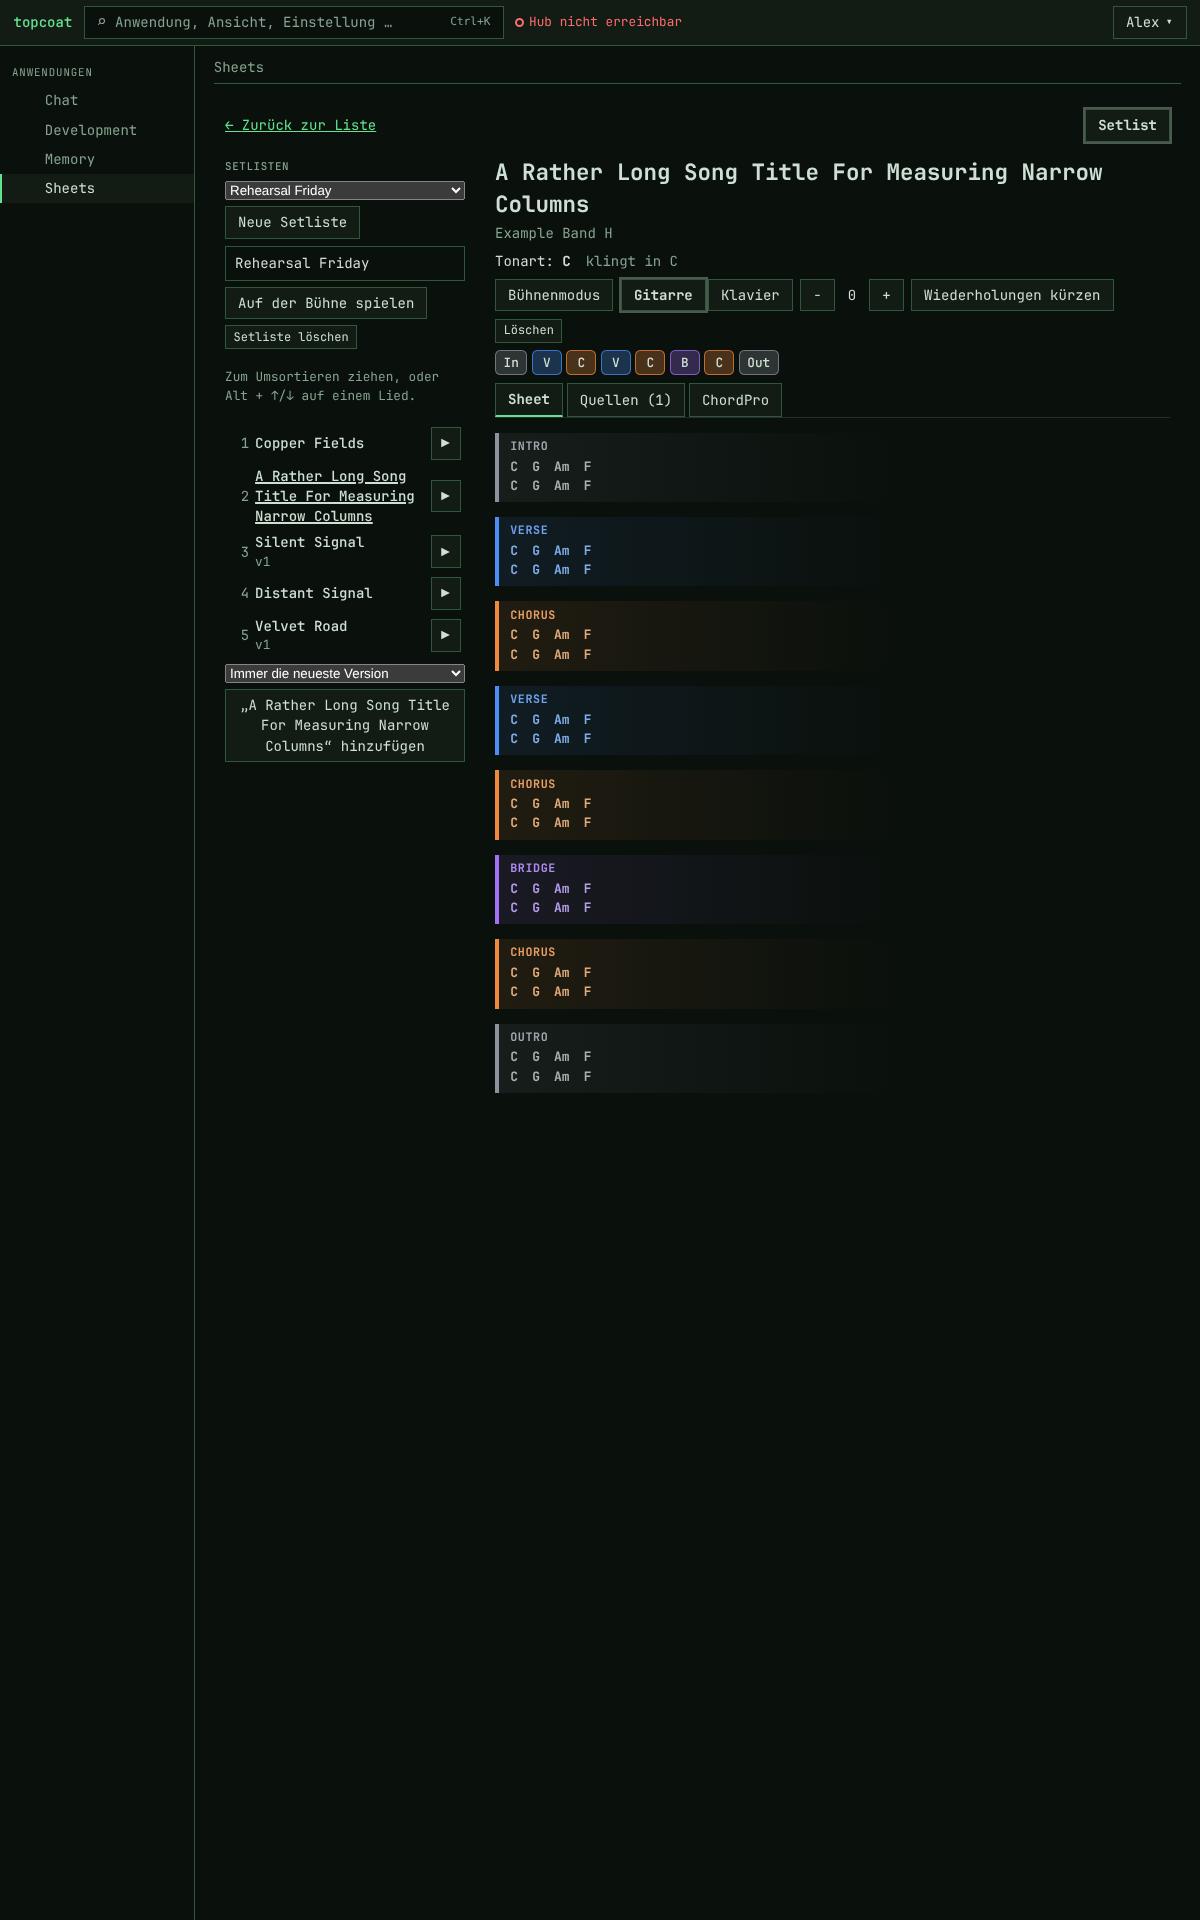 topcoat
Anwendung, Ansicht, Einstellung … Ctrl+K
Hub nicht erreichbar
Alex ▾
ANWENDUNGEN
Chat
Development
Memory
Sheets
Sheets
← Zurück zur Liste
Setlist
SETLISTEN
Rehearsal Friday
Neue Setliste
Rehearsal Friday
Auf der Bühne spielen
Setliste löschen
Zum Umsortieren ziehen, oder
Alt + ↑/↓ auf einem Lied.
1 Copper Fields ▶
2 A Rather Long Song
Title For Measuring
Narrow Columns ▶
3 Silent Signal
v1 ▶
4 Distant Signal ▶
5 Velvet Road
v1 ▶
Immer die neueste Version
„A Rather Long Song Title
For Measuring Narrow
Columns“ hinzufügen
A Rather Long Song Title For Measuring Narrow
Columns
Example Band H
Tonart: C klingt in C
Bühnenmodus Gitarre Klavier - 0 + Wiederholungen kürzen
Löschen
In V C V C B C Out
Sheet Quellen (1) ChordPro
INTRO
C G Am F
C G Am F
VERSE
C G Am F
C G Am F
CHORUS
C G Am F
C G Am F
VERSE
C G Am F
C G Am F
CHORUS
C G Am F
C G Am F
BRIDGE
C G Am F
C G Am F
CHORUS
C G Am F
C G Am F
OUTRO
C G Am F
C G Am F